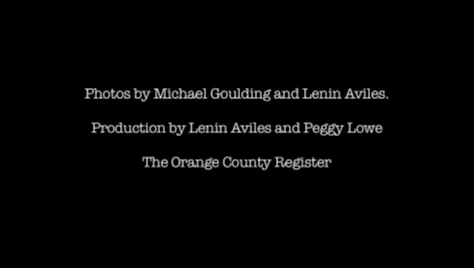 Photos by Michael Goulding and Lenin Aviles.
Production by Lenin Aviles and Peggy Lowe
The Orange County Register